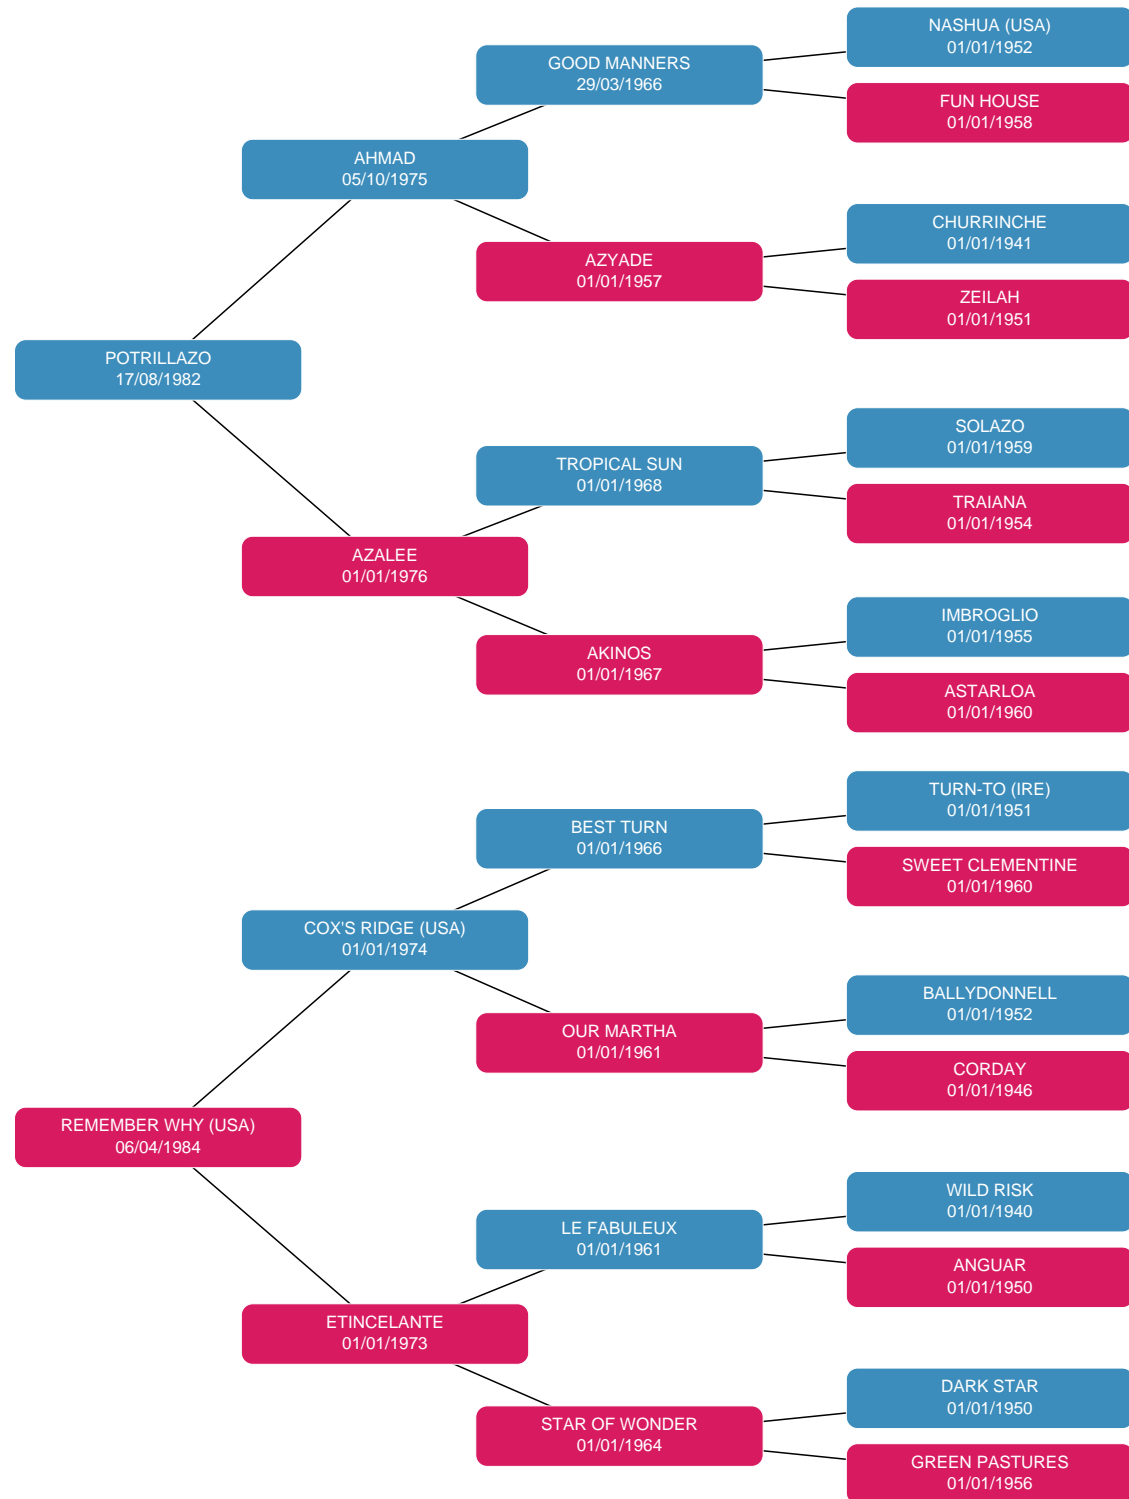 NASHUA (USA)
01/01/1952
GOOD MANNERS
29/03/1966
FUN HOUSE
01/01/1958
AHMAD
05/10/1975
CHURRINCHE
01/01/1941
AZYADE
01/01/1957
ZEILAH
01/01/1951
POTRILLAZO
17/08/1982
SOLAZO
01/01/1959
TROPICAL SUN
01/01/1968
TRAIANA
01/01/1954
AZALEE
01/01/1976
IMBROGLIO
01/01/1955
AKINOS
01/01/1967
ASTARLOA
01/01/1960
TURN-TO (IRE)
01/01/1951
BEST TURN
01/01/1966
SWEET CLEMENTINE
01/01/1960
COX'S RIDGE (USA)
01/01/1974
BALLYDONNELL
01/01/1952
OUR MARTHA
01/01/1961
CORDAY
01/01/1946
REMEMBER WHY (USA)
06/04/1984
WILD RISK
01/01/1940
LE FABULEUX
01/01/1961
ANGUAR
01/01/1950
ETINCELANTE
01/01/1973
DARK STAR
01/01/1950
STAR OF WONDER
01/01/1964
GREEN PASTURES
01/01/1956